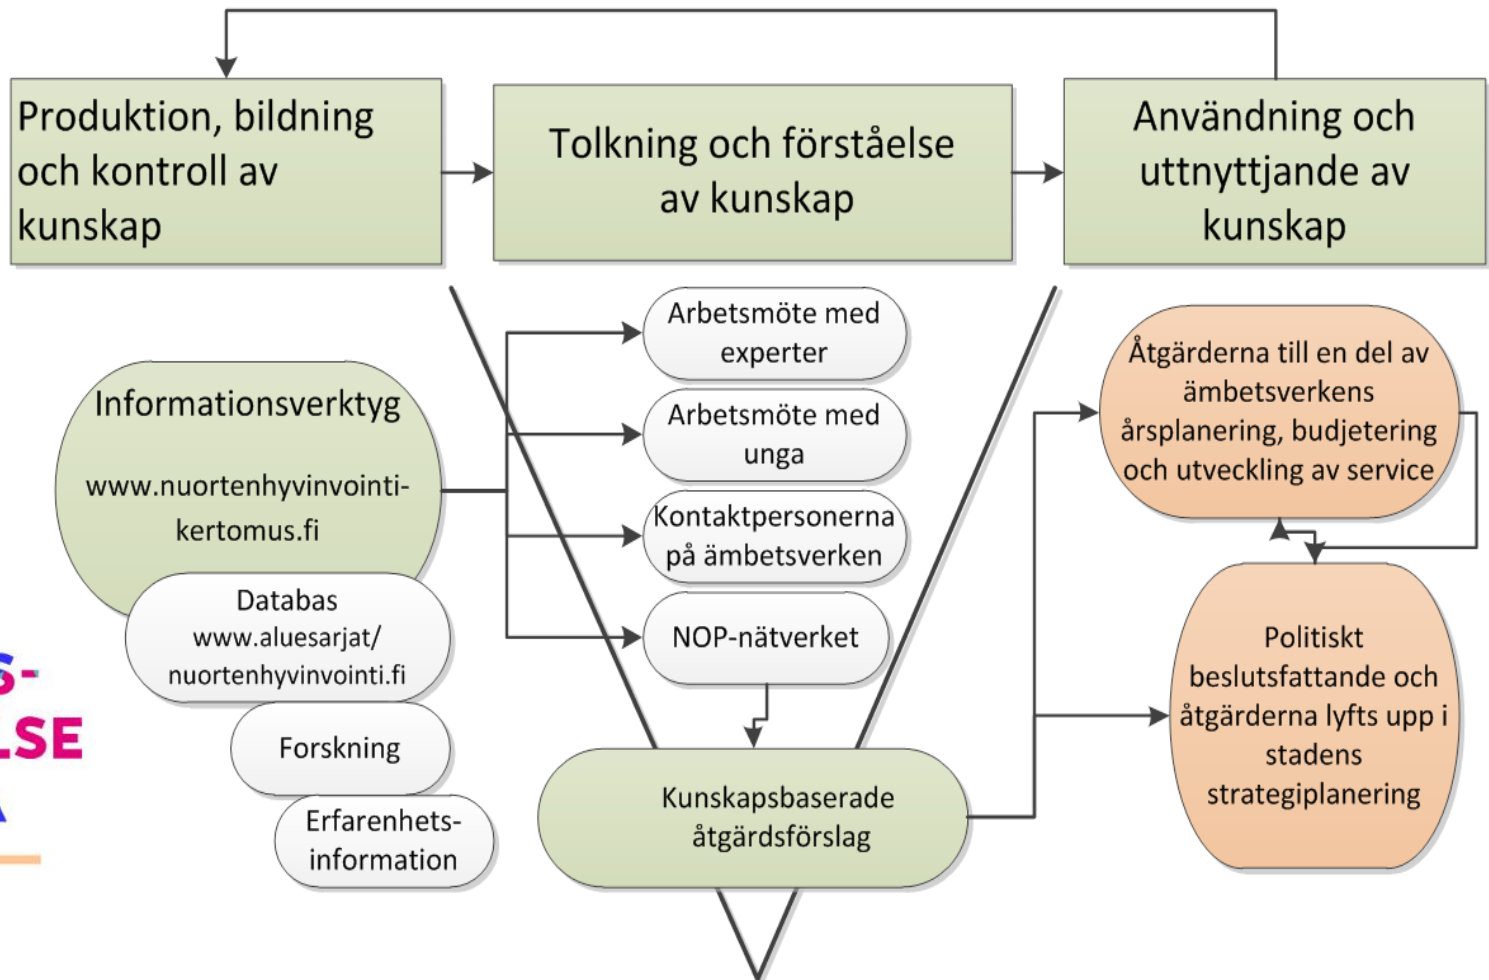 Produktion, bildning
och kontroll av
kunskap
Tolkning och förståelse
av kunskap
Användning och
uttnyttjande av
kunskap
Informationsverktyg
www.nuortenhyvinvointi-
kertomus.fi
Databas
www.aluesarjat/
nuortenhyvinvointi.fi
Forskning
Erfarenhets-
information
Arbetsmöte med
experter
Arbetsmöte med
unga
Kontaktpersonerna
på ämbetsverken
NOP-nätverket
Kunskapsbaserade
åtgärdsförslag
Åtgärderna till en del av
ämbetsverkens
årsplanering, budjetering
och utveckling av service
Politiskt
beslutsfattande och
åtgärderna lyfts upp i
stadens
strategiplanering